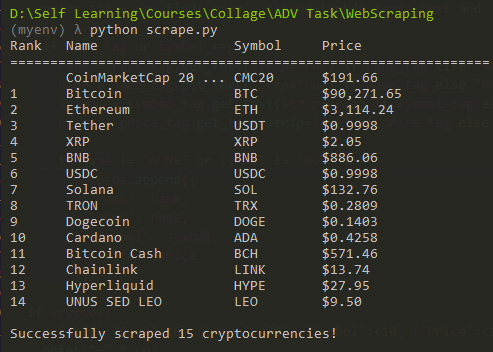 D:\Self Learning\Courses\Collage\ADV Task\WebScraping
(myenv) λ python scrape.py
Rank Name Symbol Price
============================================================
CoinMarketCap 20 ... CMC20 $191.66
1 Bitcoin BTC $90,271.65
2 Ethereum ETH $3,114.24
3 Tether USDT $0.9998
4 XRP XRP $2.05
5 BNB BNB $886.06
6 USDC USDC $0.9998
7 Solana SOL $132.76
8 TRON TRX $0.2809
9 Dogecoin DOGE $0.1403
10 Cardano ADA $0.4258
11 Bitcoin Cash BCH $571.46
12 Chainlink LINK $13.74
13 Hyperliquid HYPE $27.95
14 UNUS SED LEO LEO $9.50
Successfully scraped 15 cryptocurrencies!